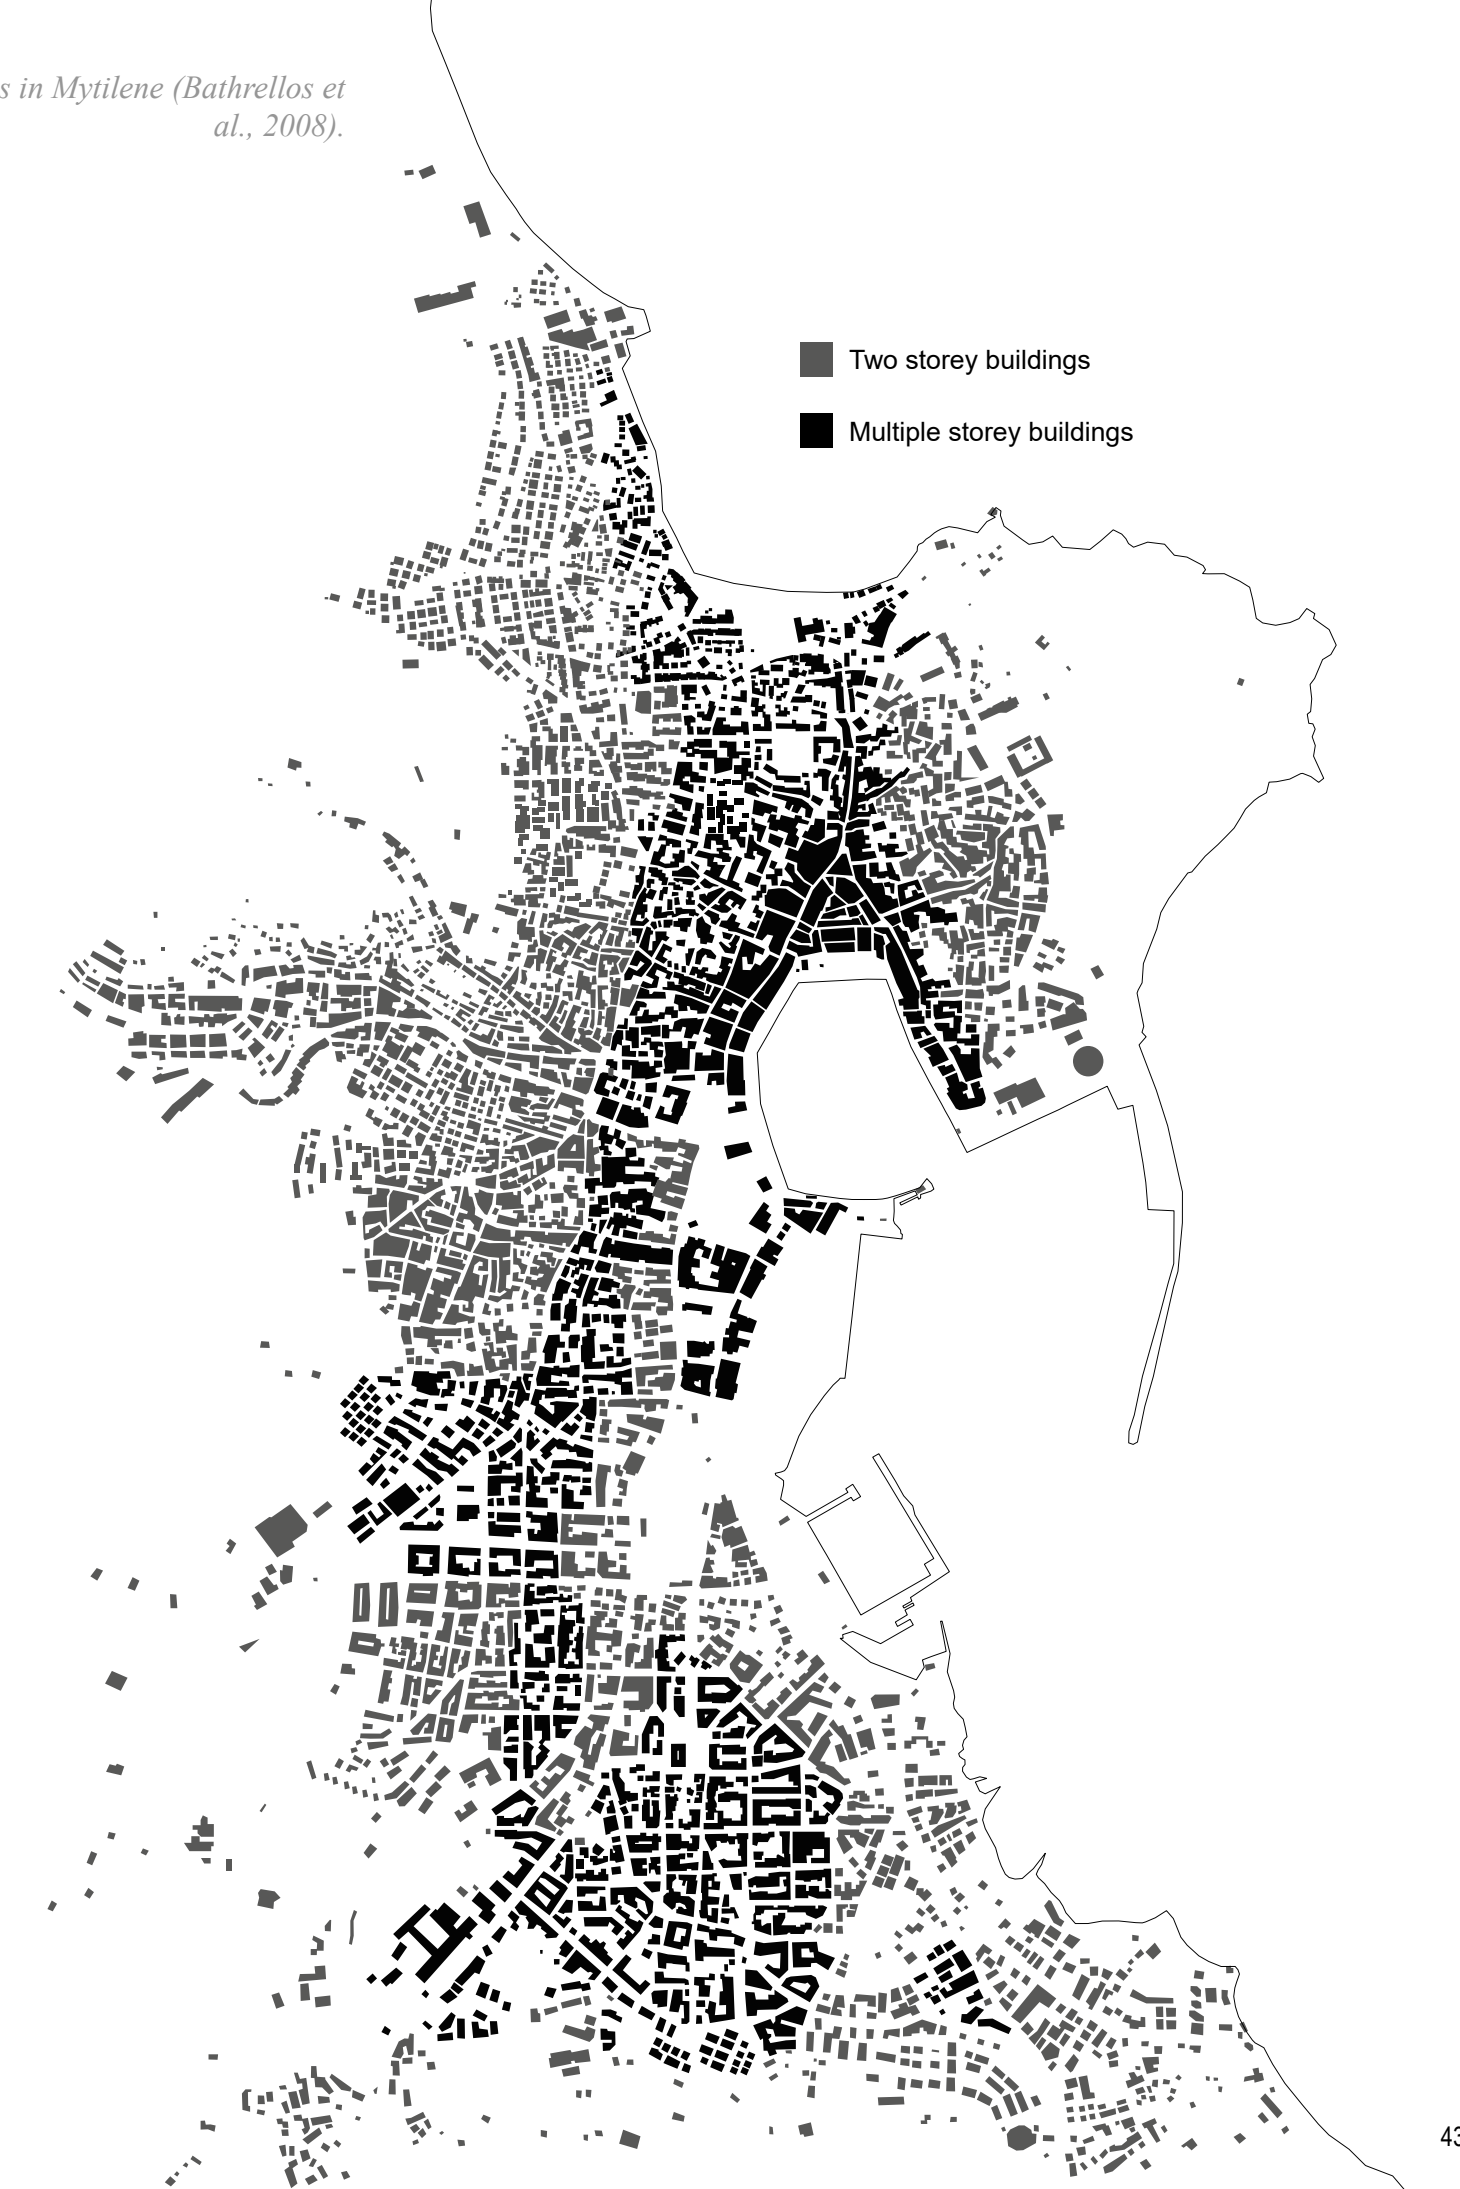 s in Mytilene (Bathrellos et
al., 2008).
Two storey buildings
Multiple storey buildings
43